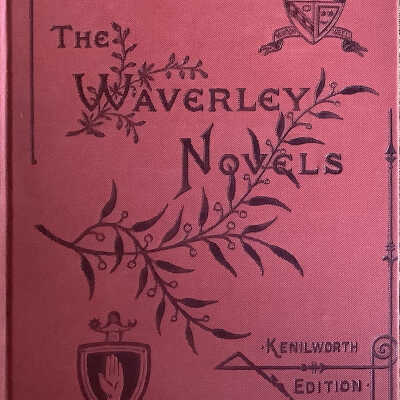 THE
WAVERLEY
NOVELS
·KENILWORTH
EDITION·